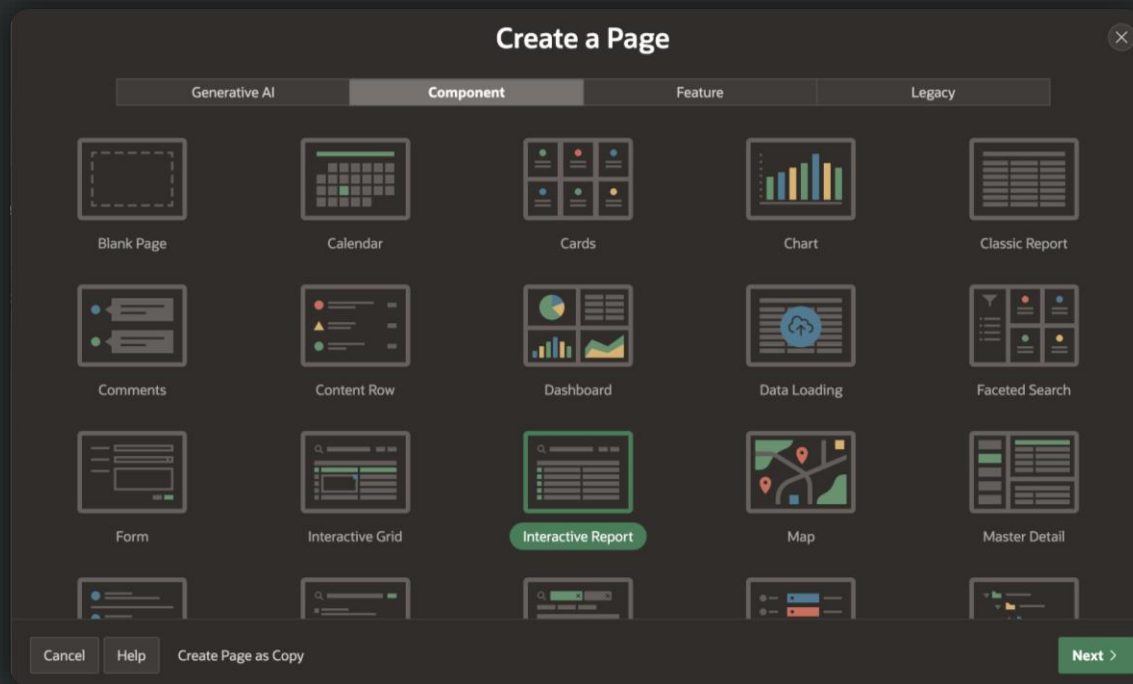 Create a Page
Generative AI Component Feature Legacy
Blank Page Calendar Cards Chart Classic Report
Comments Content Row Dashboard Data Loading Faceted Search
Form Interactive Grid Interactive Report Map Master Detail
Cancel Help Create Page as Copy Next